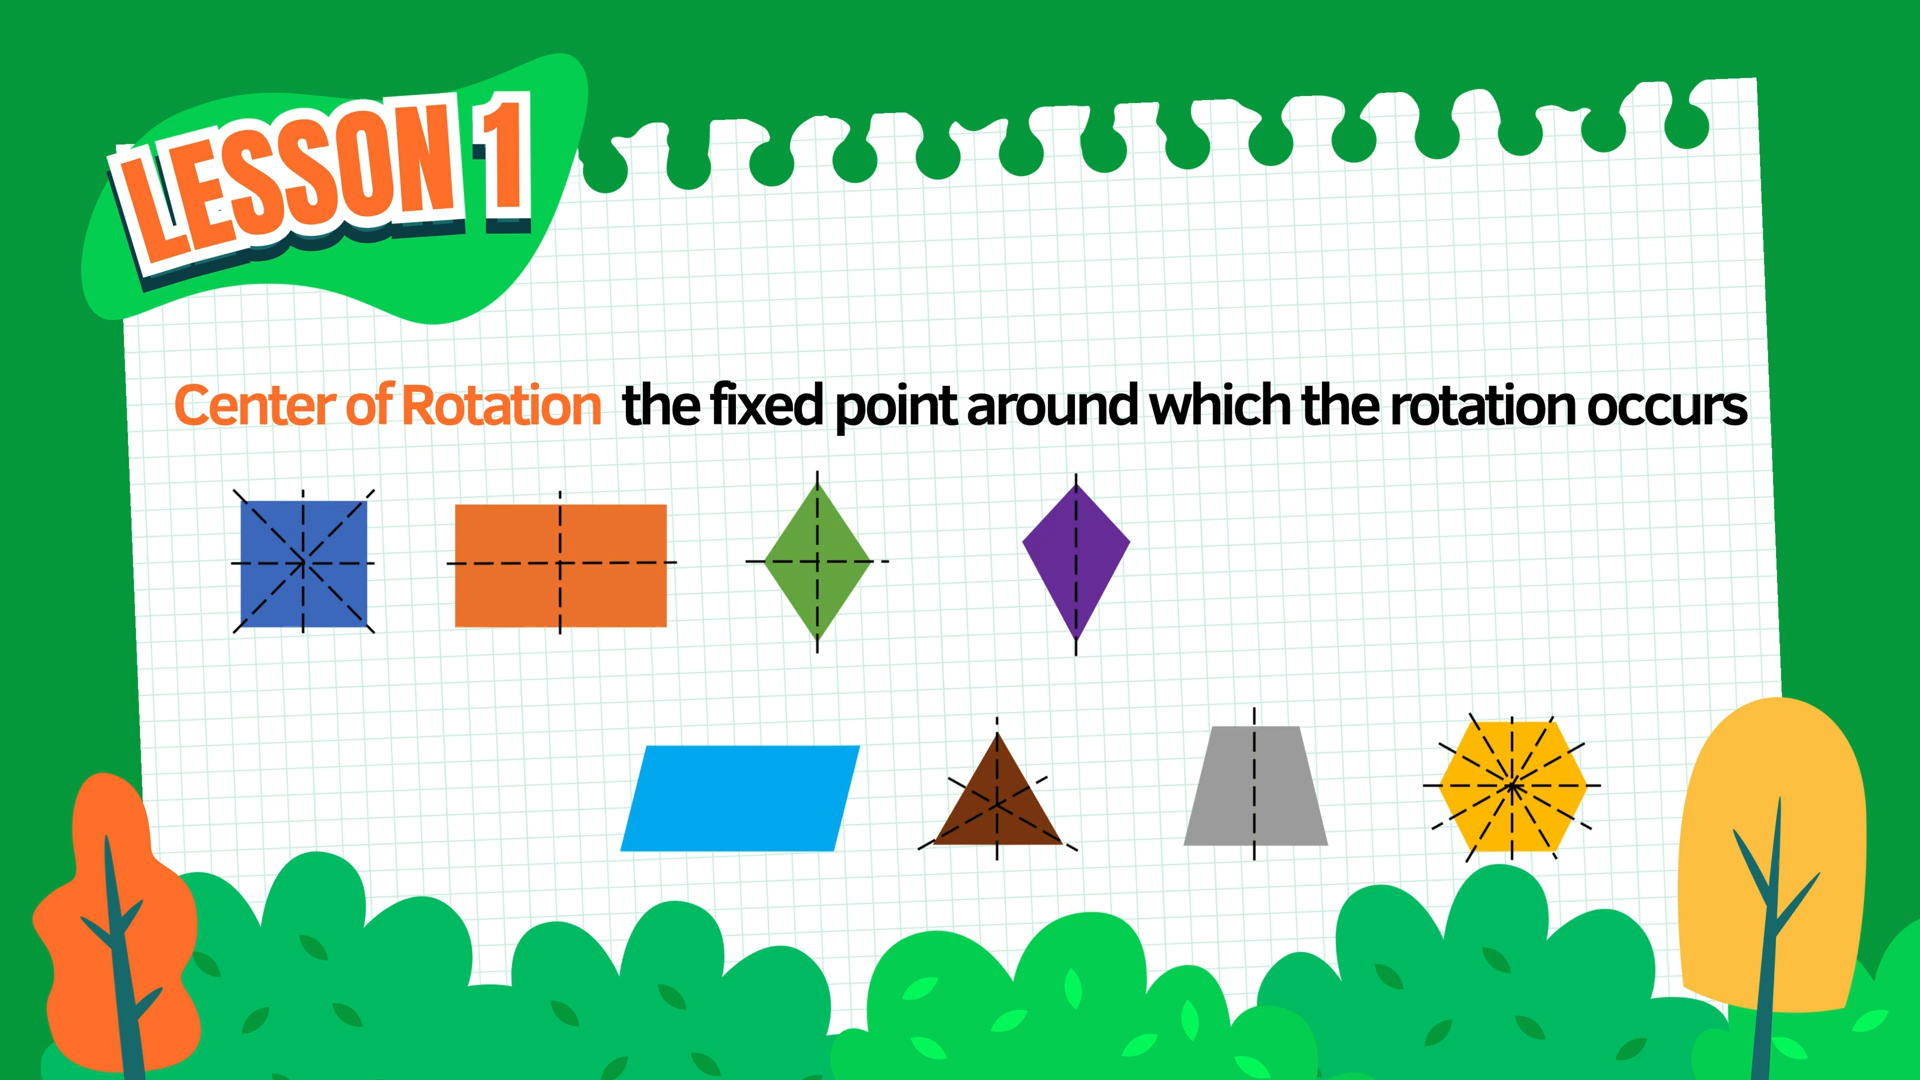 LESSON 1
Center of Rotation the fixed point around which the rotation occurs